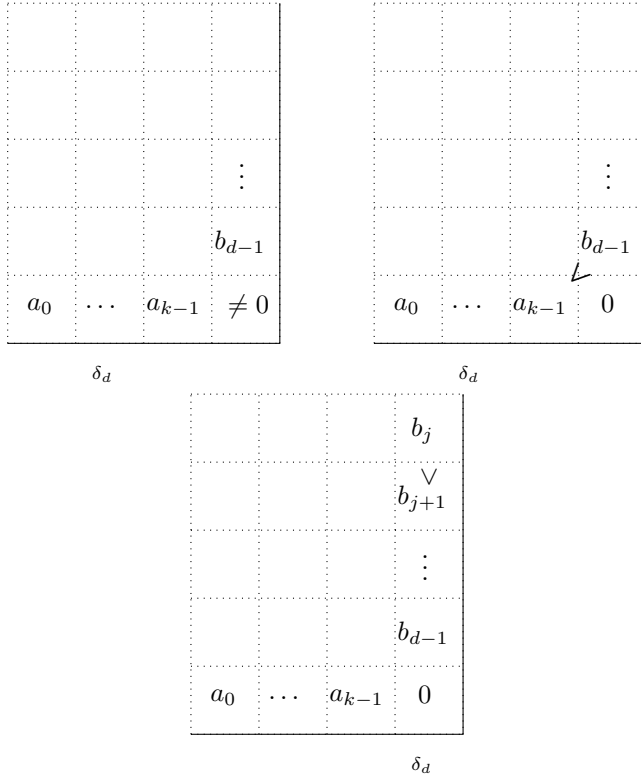 ⋮ ⋮
b_{d−1} b_{d−1}
<
a_0 ⋯ a_{k−1} ≠ 0 a_0 ⋯ a_{k−1} 0
δ_d δ_d
b_j
∨
b_{j+1}
⋮
b_{d−1}
a_0 ⋯ a_{k−1} 0
δ_d